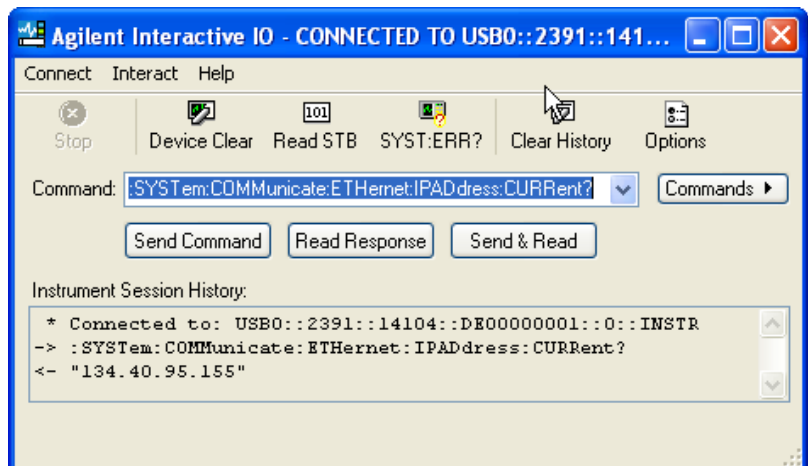 Agilent Interactive IO - CONNECTED TO USB0::2391::141...
Connect Interact Help
Stop Device Clear Read STB SYST:ERR? Clear History Options
Command: :SYSTem:COMMunicate:ETHernet:IPADdress:CURRent? Commands
Send Command Read Response Send & Read
Instrument Session History:
* Connected to: USB0::2391::14104::DE00000001::0::INSTR
-> :SYSTem:COMMunicate:ETHernet:IPADdress:CURRent?
<- "134.40.95.155"